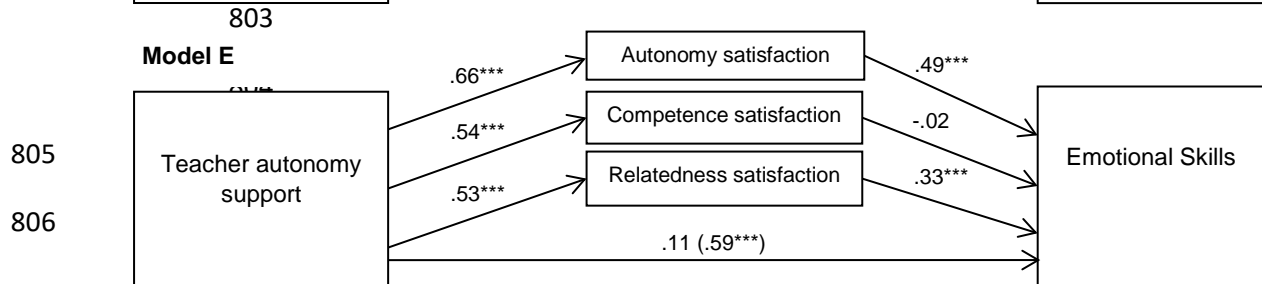 803
Model E
Autonomy satisfaction
.66***
.49***
Competence satisfaction
.54***
-.02
805
Teacher autonomy
support
Emotional Skills
Relatedness satisfaction
.53***
.33***
806
.11 (.59***)